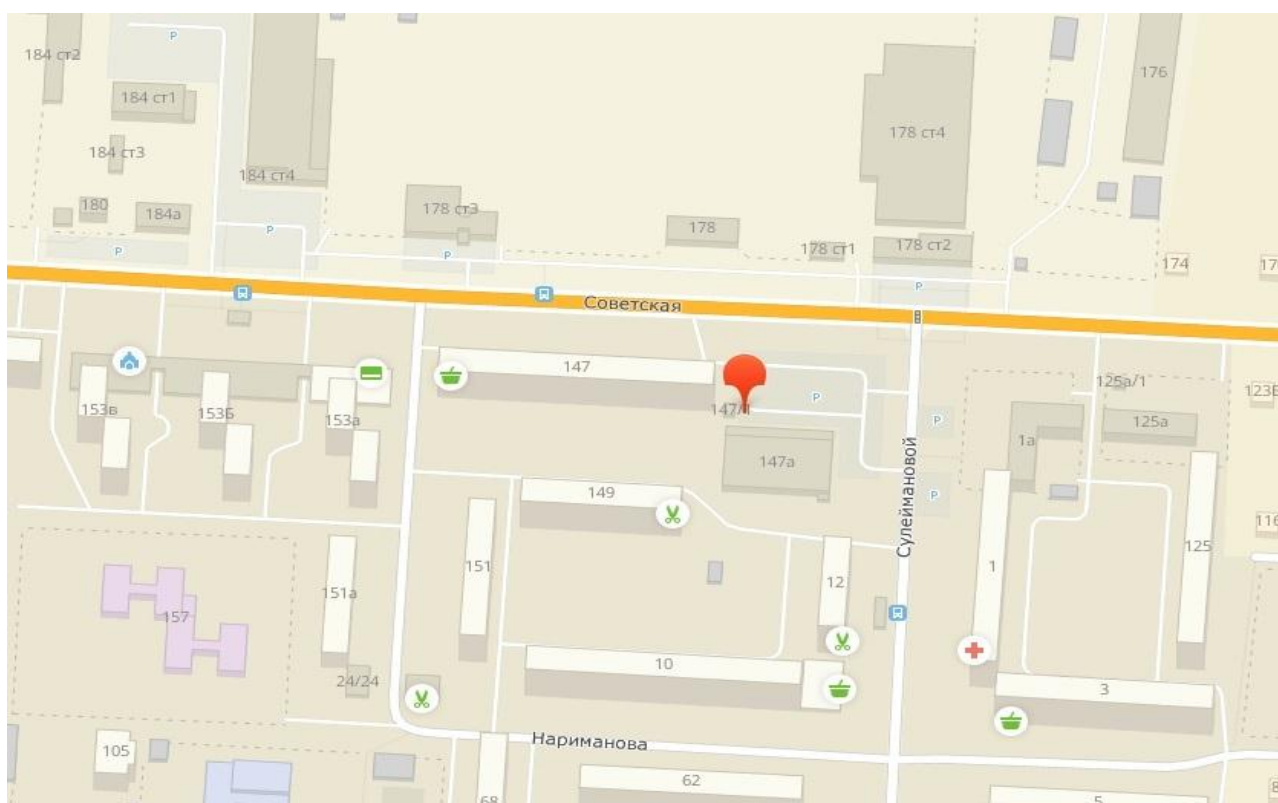 P
184 ст2
184 ст1
176
184 ст3
178 ст4
184 ст4
180
184а
178 ст3
178
178 ст1
178 ст2
P
P
P
174
P
Советская
147
125а/1
153в
153Б
153а
147/1
P
P
1а
125а
147а
149
P
Сулеймановой
116
125
151
1
12
151а
157
10
24/24
3
Нариманова
105
62
68
5